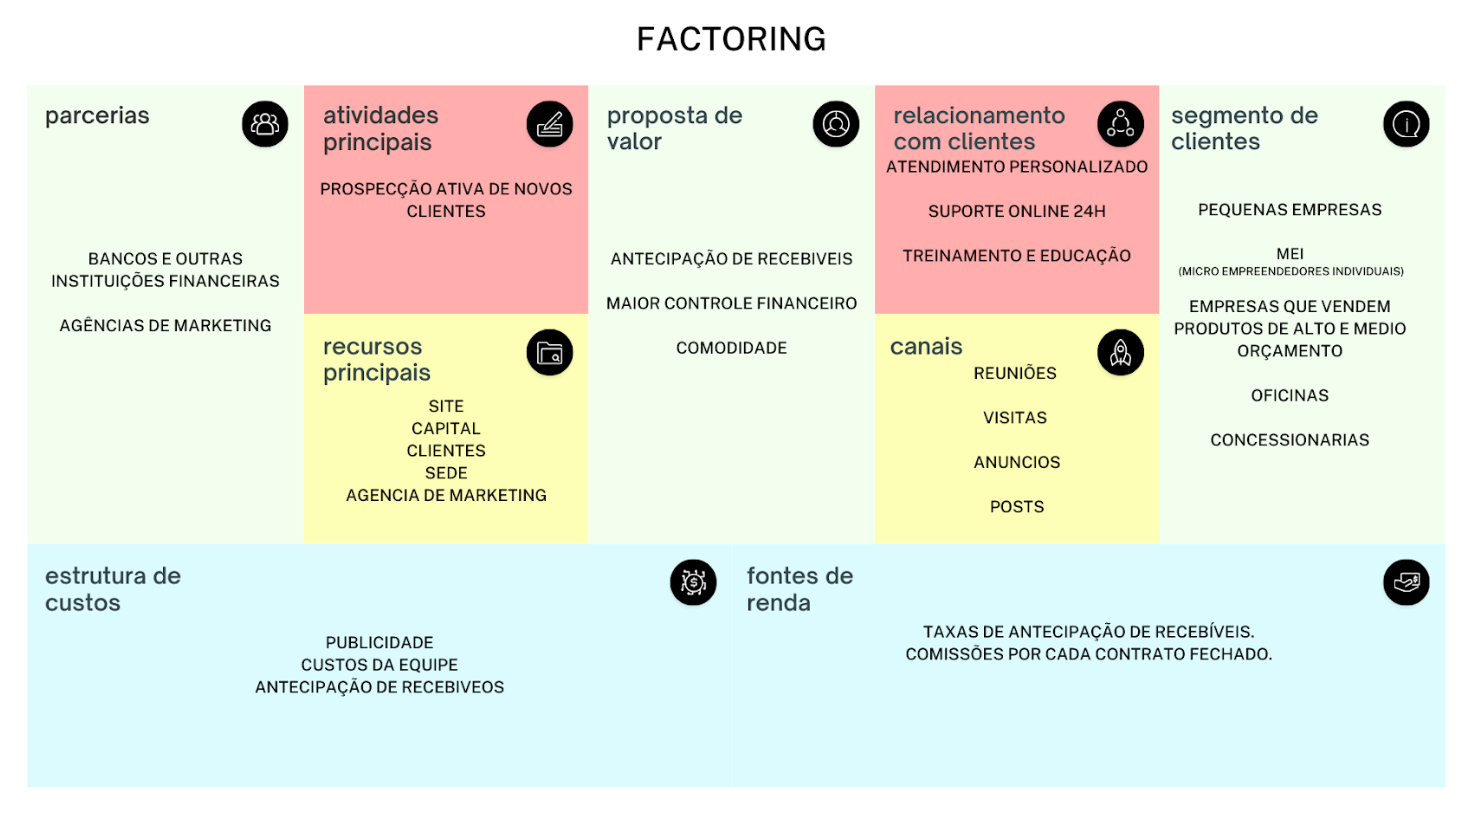 FACTORING
parcerias
BANCOS E OUTRAS
INSTITUIÇÕES FINANCEIRAS
AGÊNCIAS DE MARKETING
atividades
principais
PROSPECÇÃO ATIVA DE NOVOS
CLIENTES
recursos
principais
SITE
CAPITAL
CLIENTES
SEDE
AGENCIA DE MARKETING
proposta de
valor
ANTECIPAÇÃO DE RECEBIVEIS
MAIOR CONTROLE FINANCEIRO
COMODIDADE
relacionamento
com clientes
ATENDIMENTO PERSONALIZADO
SUPORTE ONLINE 24H
TREINAMENTO E EDUCAÇÃO
canais
REUNIÕES
VISITAS
ANUNCIOS
POSTS
segmento de
clientes
PEQUENAS EMPRESAS
MEI
(MICRO EMPREENDEDORES INDIVIDUAIS)
EMPRESAS QUE VENDEM
PRODUTOS DE ALTO E MEDIO
ORÇAMENTO
OFICINAS
CONCESSIONARIAS
estrutura de
custos
PUBLICIDADE
CUSTOS DA EQUIPE
ANTECIPAÇÃO DE RECEBIVEOS
fontes de
renda
TAXAS DE ANTECIPAÇÃO DE RECEBÍVEIS.
COMISSÕES POR CADA CONTRATO FECHADO.